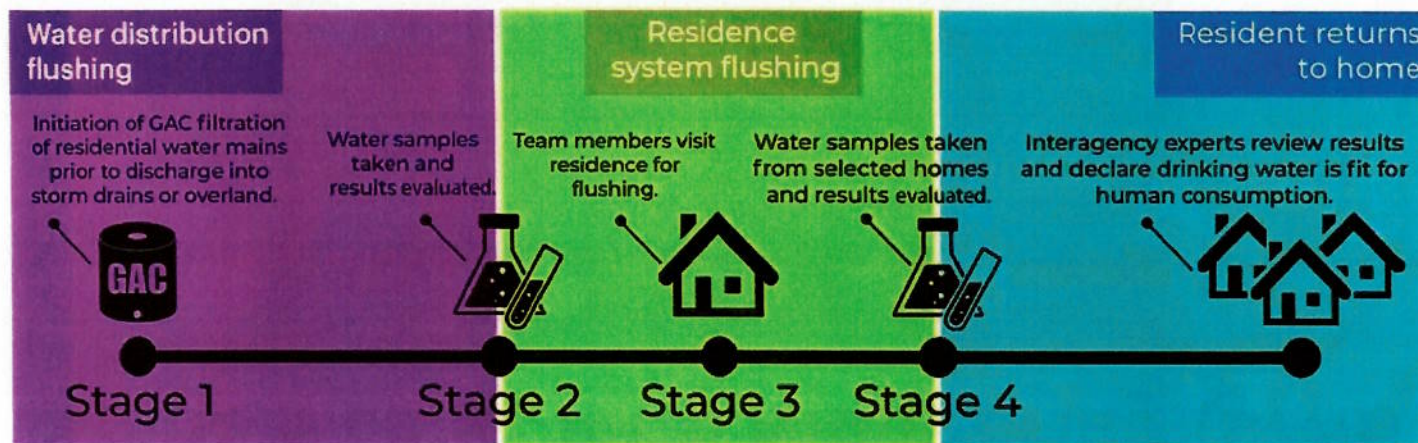 Water distribution
flushing
Residence
system flushing
Resident returns
to home
Initiation of GAC filtration
of residential water mains
prior to discharge into
storm drains or overland.
Water samples
taken and
results evaluated.
Team members visit
residence for
flushing.
Water samples taken
from selected homes
and results evaluated.
Interagency experts review results
and declare drinking water is fit for
human consumption.
GAC
Stage 1
Stage 2
Stage 3
Stage 4